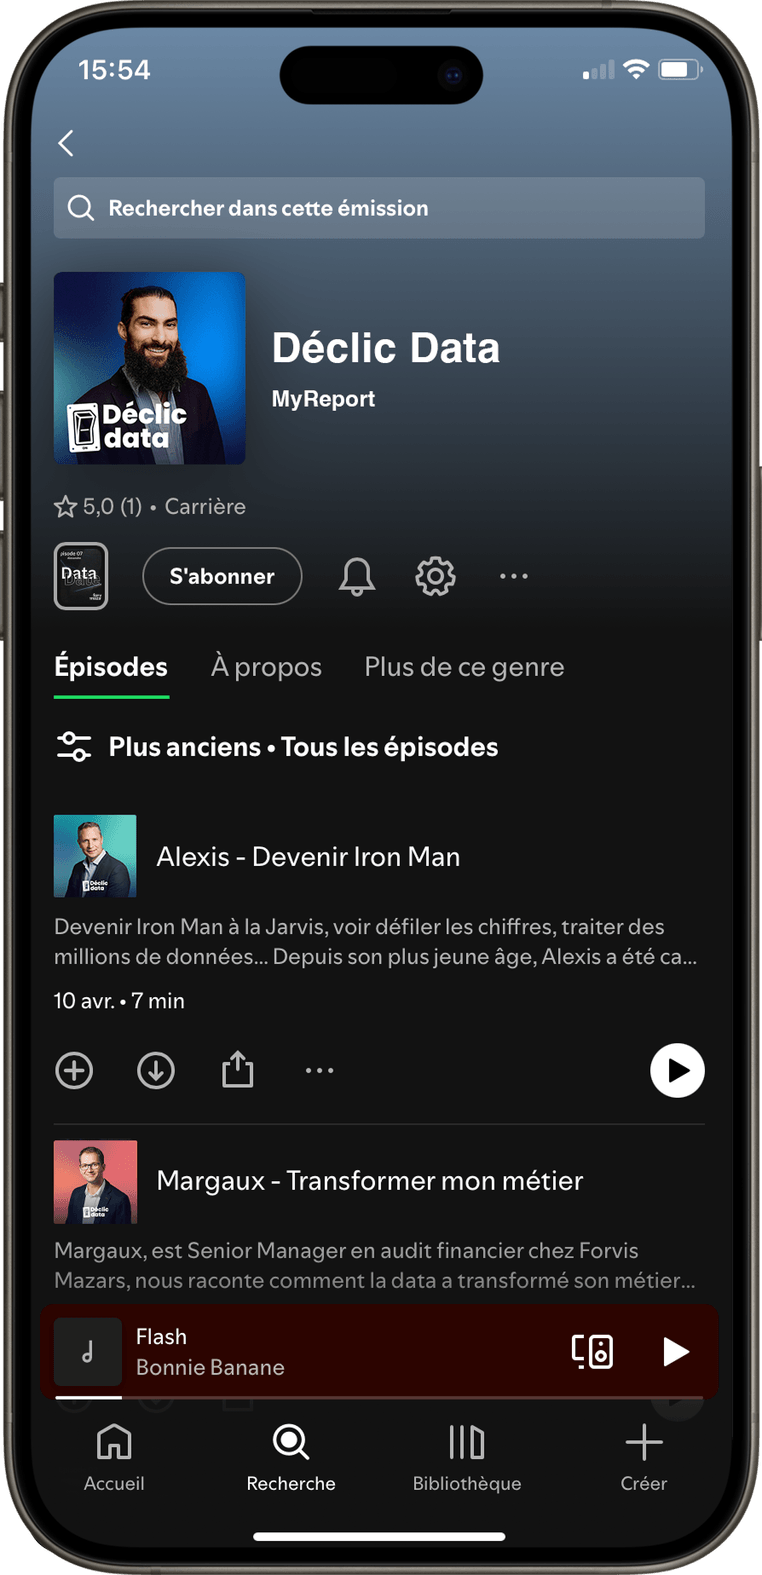 15:54
Rechercher dans cette émission
Déclic
data
Déclic Data
MyReport
5,0 (1) • Carrière
Data
S'abonner
Épisodes
À propos
Plus de ce genre
Plus anciens • Tous les épisodes
Déclic
data
Alexis - Devenir Iron Man
Devenir Iron Man à la Jarvis, voir défiler les chiffres, traiter des
millions de données... Depuis son plus jeune âge, Alexis a été ca...
10 avr. • 7 min
Déclic
data
Margaux - Transformer mon métier
Margaux, est Senior Manager en audit financier chez Forvis
Mazars, nous raconte comment la data a transformé son métier...
Flash
Bonnie Banane
Accueil
Recherche
Bibliothèque
Créer